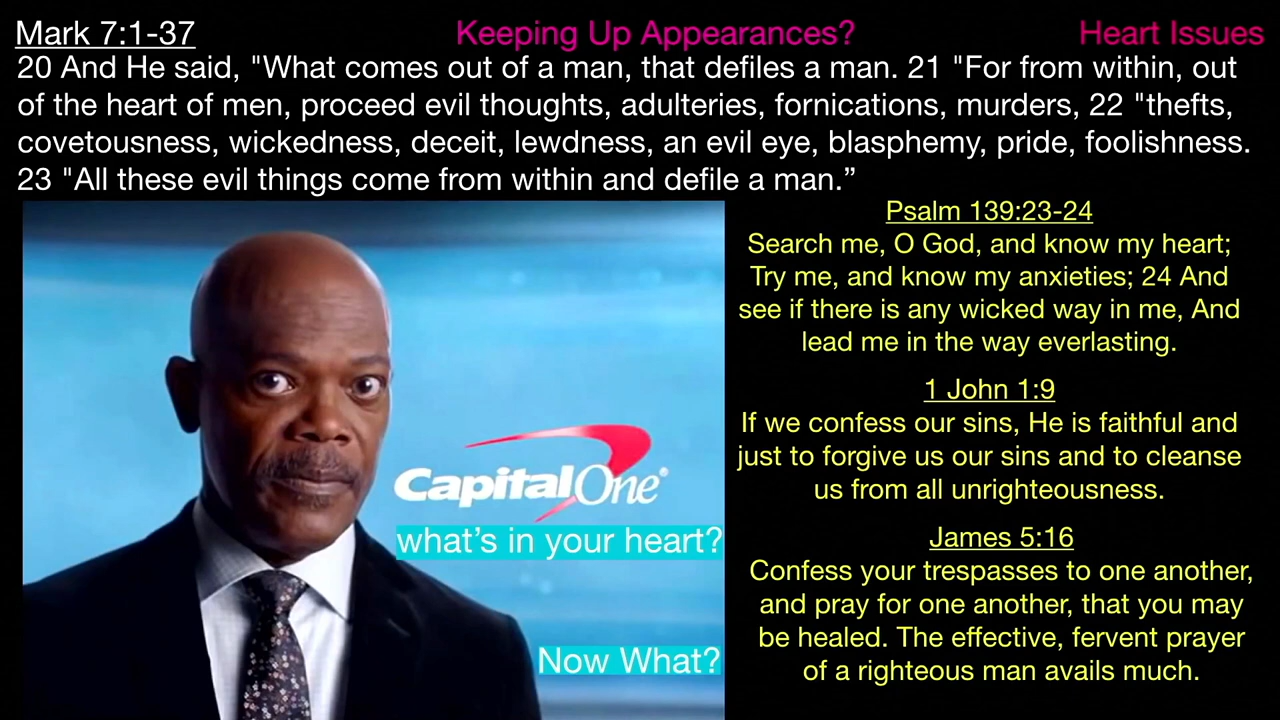 Mark 7:1-37
Keeping Up Appearances?
Heart Issues
20 And He said, "What comes out of a man, that defiles a man. 21 "For from within, out
of the heart of men, proceed evil thoughts, adulteries, fornications, murders, 22 "thefts,
covetousness, wickedness, deceit, lewdness, an evil eye, blasphemy, pride, foolishness.
23 "All these evil things come from within and defile a man.”
CapitalOne®
what’s in your heart?
Now What?
Psalm 139:23-24
Search me, O God, and know my heart;
Try me, and know my anxieties; 24 And
see if there is any wicked way in me, And
lead me in the way everlasting.
1 John 1:9
If we confess our sins, He is faithful and
just to forgive us our sins and to cleanse
us from all unrighteousness.
James 5:16
Confess your trespasses to one another,
and pray for one another, that you may
be healed. The effective, fervent prayer
of a righteous man avails much.